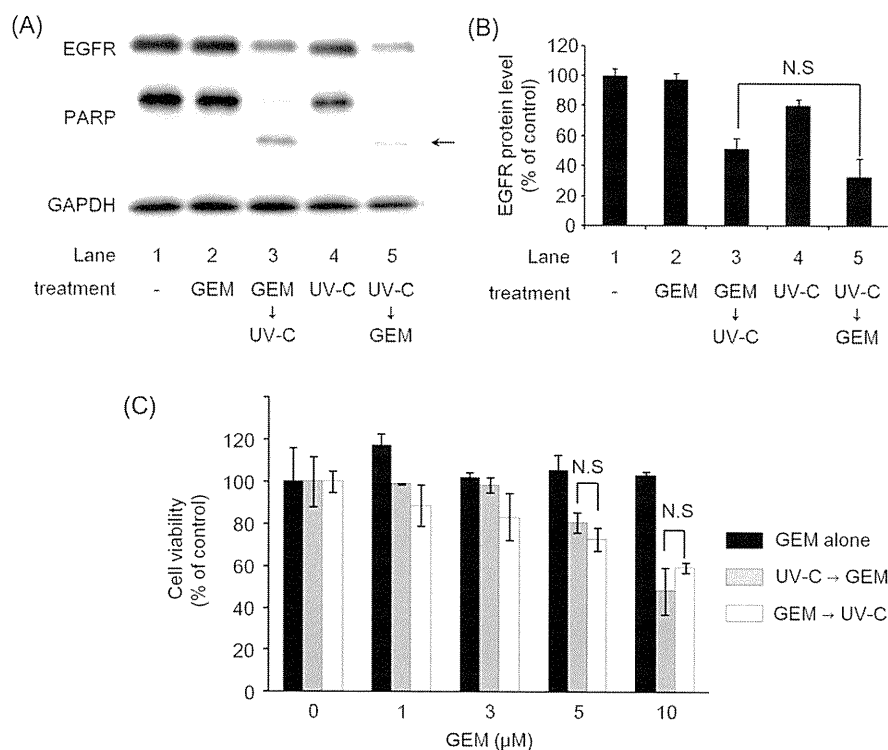 (A)
EGFR
PARP
←
GAPDH
Lane 1 2 3 4 5
treatment - GEM GEM UV-C UV-C
↓ ↓
UV-C GEM
(B)
EGFR protein level
(% of control)
120
100
80
60
40
20
0
N.S
Lane 1 2 3 4 5
treatment - GEM GEM UV-C UV-C
↓ ↓
UV-C GEM
(C)
Cell viability
(% of control)
120
100
80
60
40
20
0
N.S
N.S
0 1 3 5 10
GEM (µM)
GEM alone
UV-C → GEM
GEM → UV-C